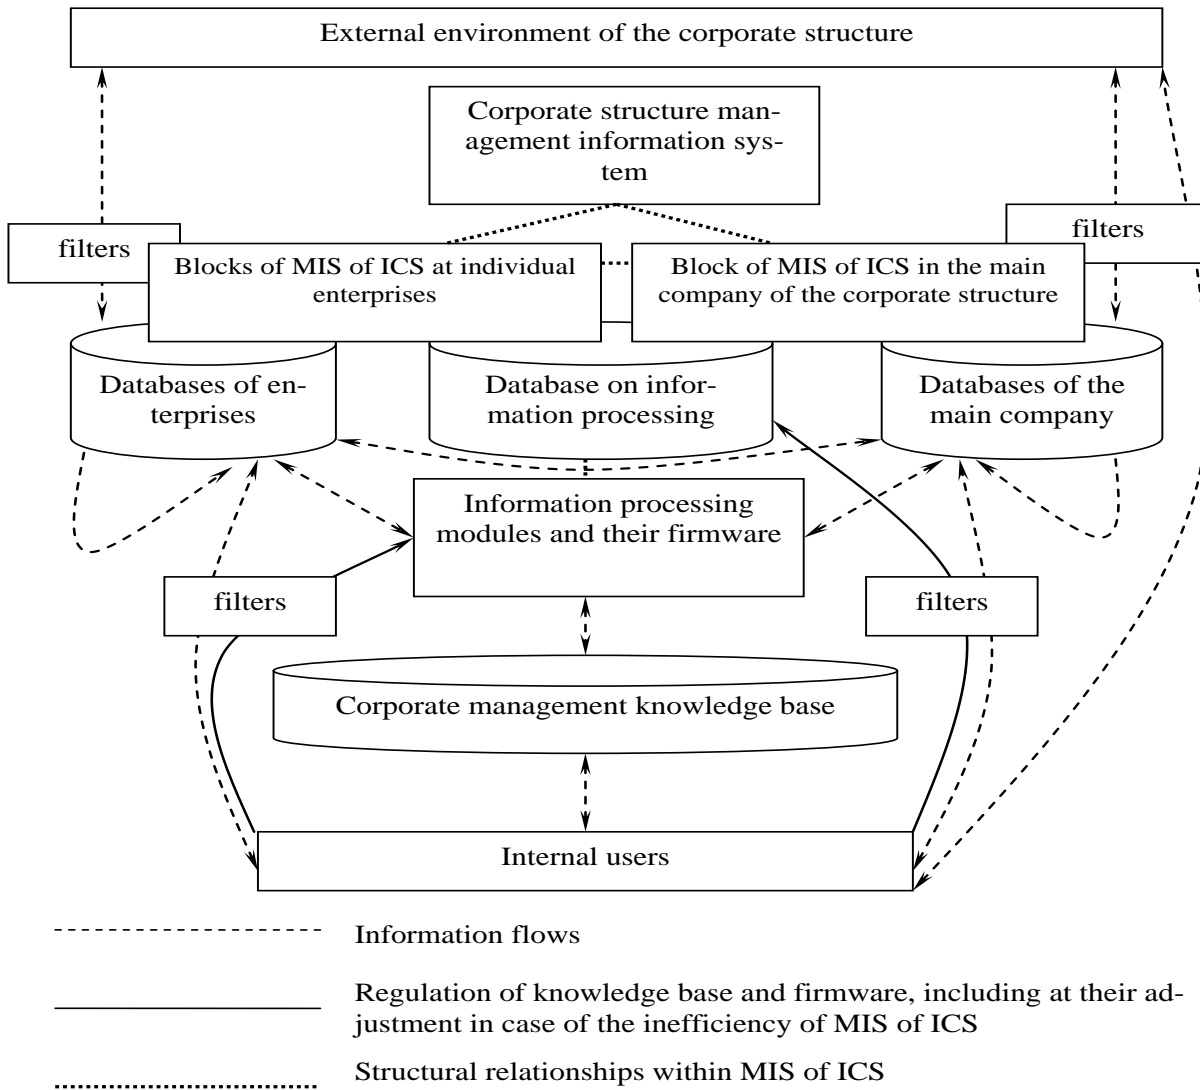 External environment of the corporate structure
Corporate structure man-
agement information sys-
tem
filters
filters
Blocks of MIS of ICS at individual
enterprises
Block of MIS of ICS in the main
company of the corporate structure
Databases of en-
terprises
Database on infor-
mation processing
Databases of the
main company
Information processing
modules and their firmware
filters
filters
Corporate management knowledge base
Internal users
Information flows
Regulation of knowledge base and firmware, including at their ad-
justment in case of the inefficiency of MIS of ICS
Structural relationships within MIS of ICS